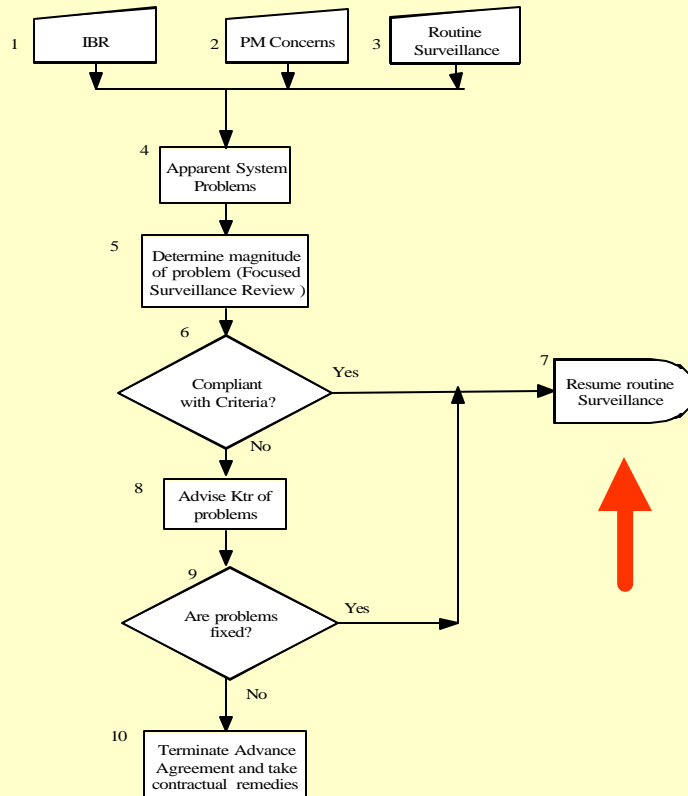 1
IBR
2
PM Concerns
3
Routine
Surveillance
4
Apparent System
Problems
5
Determine magnitude
of problem (Focused
Surveillance Review )
6
Compliant
with Criteria?
Yes
No
7
Resume routine
Surveillance
8
Advise Ktr of
problems
9
Are problems
fixed?
Yes
No
10
Terminate Advance
Agreement and take
contractual remedies